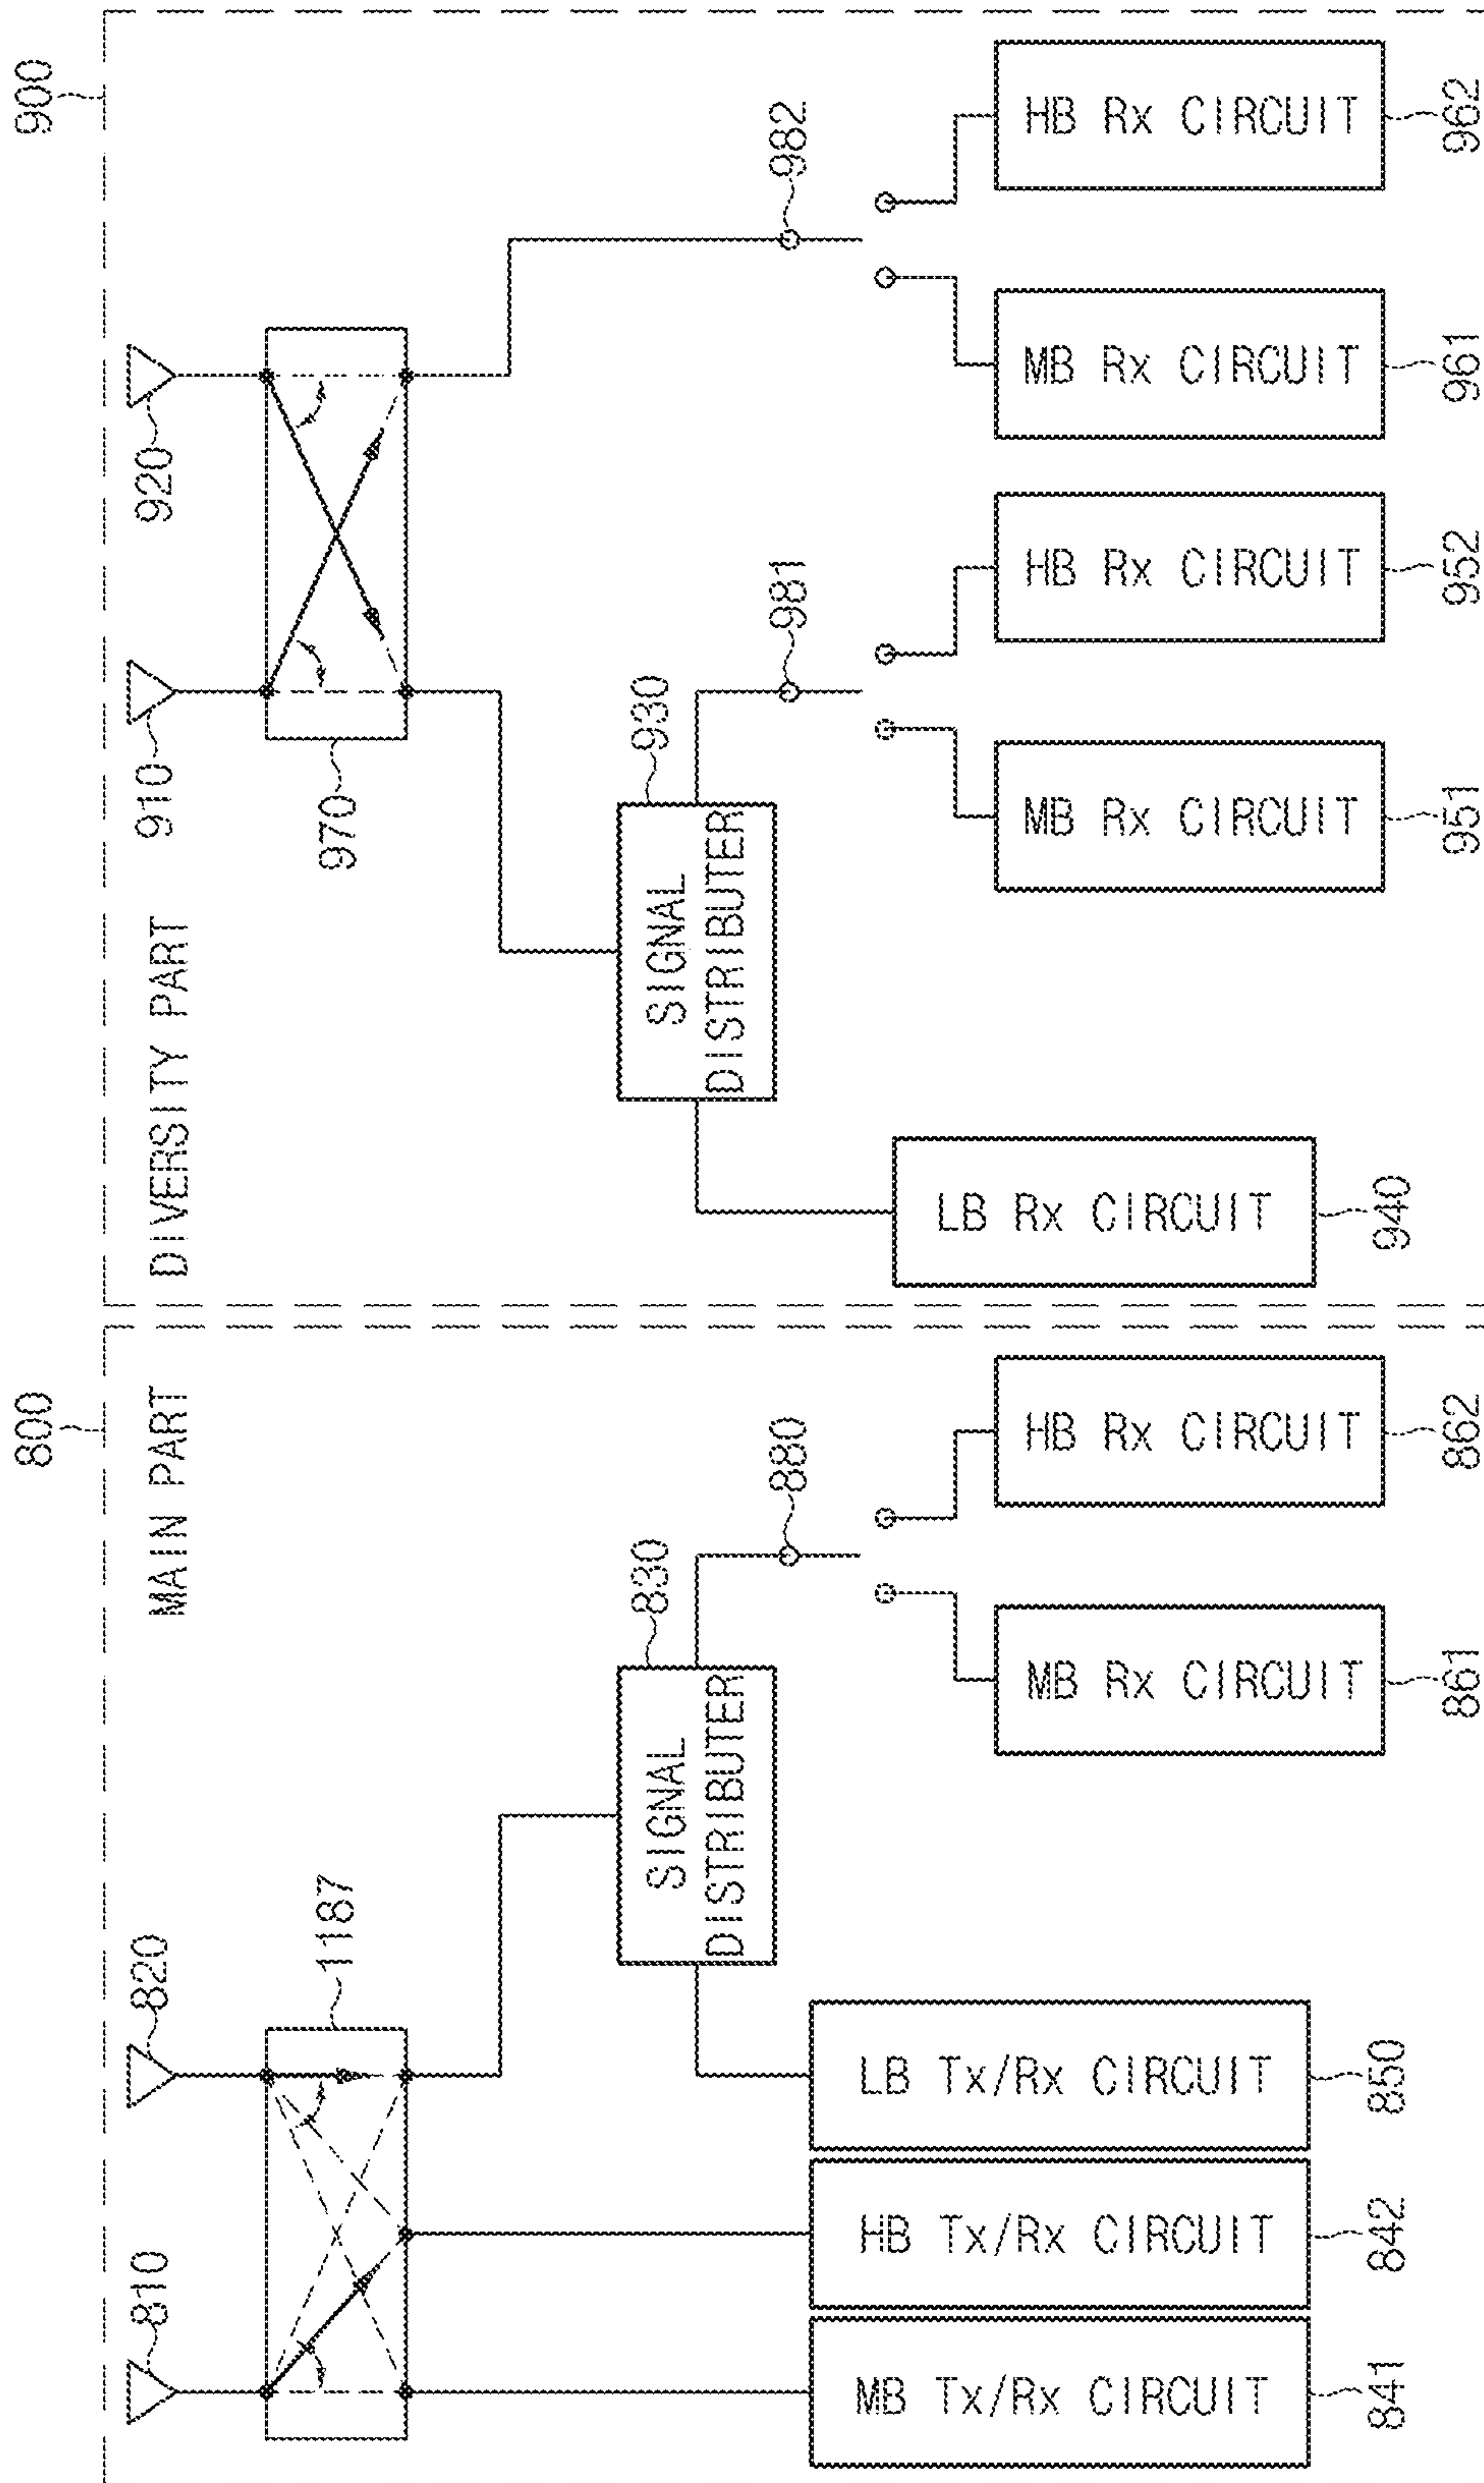 800
MAIN PART
810
820
1187
SIGNAL
DISTRIBUTER
830
880
MB Tx/Rx CIRCUIT
841
HB Tx/Rx CIRCUIT
842
LB Tx/Rx CIRCUIT
850
MB Rx CIRCUIT
861
HB Rx CIRCUIT
862
900
DIVERSITY PART
910
920
970
SIGNAL
DISTRIBUTER
930
981
982
LB Rx CIRCUIT
940
MB Rx CIRCUIT
951
HB Rx CIRCUIT
952
MB Rx CIRCUIT
961
HB Rx CIRCUIT
962